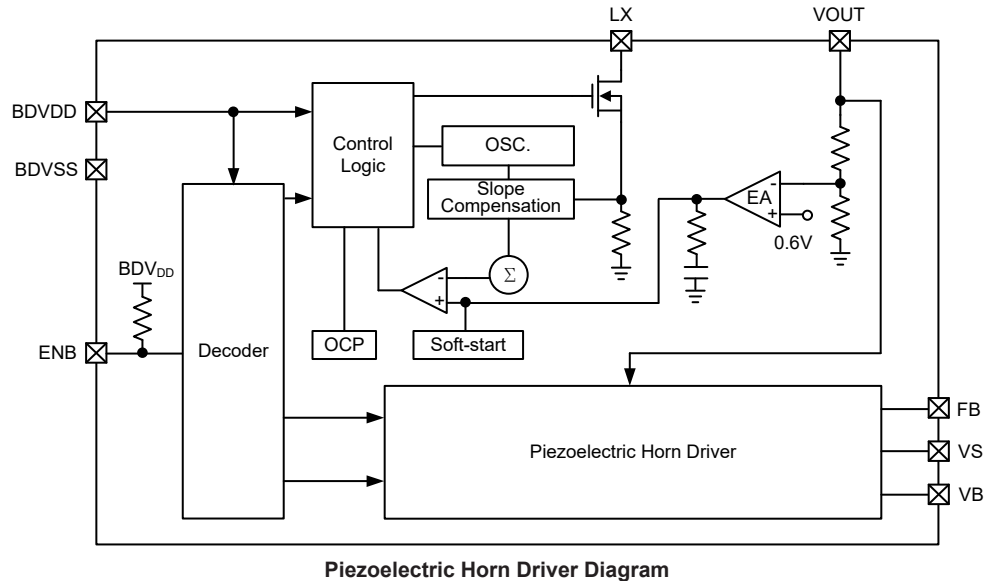 LX
VOUT
BDVDD
BDVSS
Control
Logic
OSC.
Slope
Compensation
EA
-
+
0.6V
Σ
-
+
BDVDD
OCP
Soft-start
ENB
Decoder
Piezoelectric Horn Driver
FB
VS
VB
Piezoelectric Horn Driver Diagram